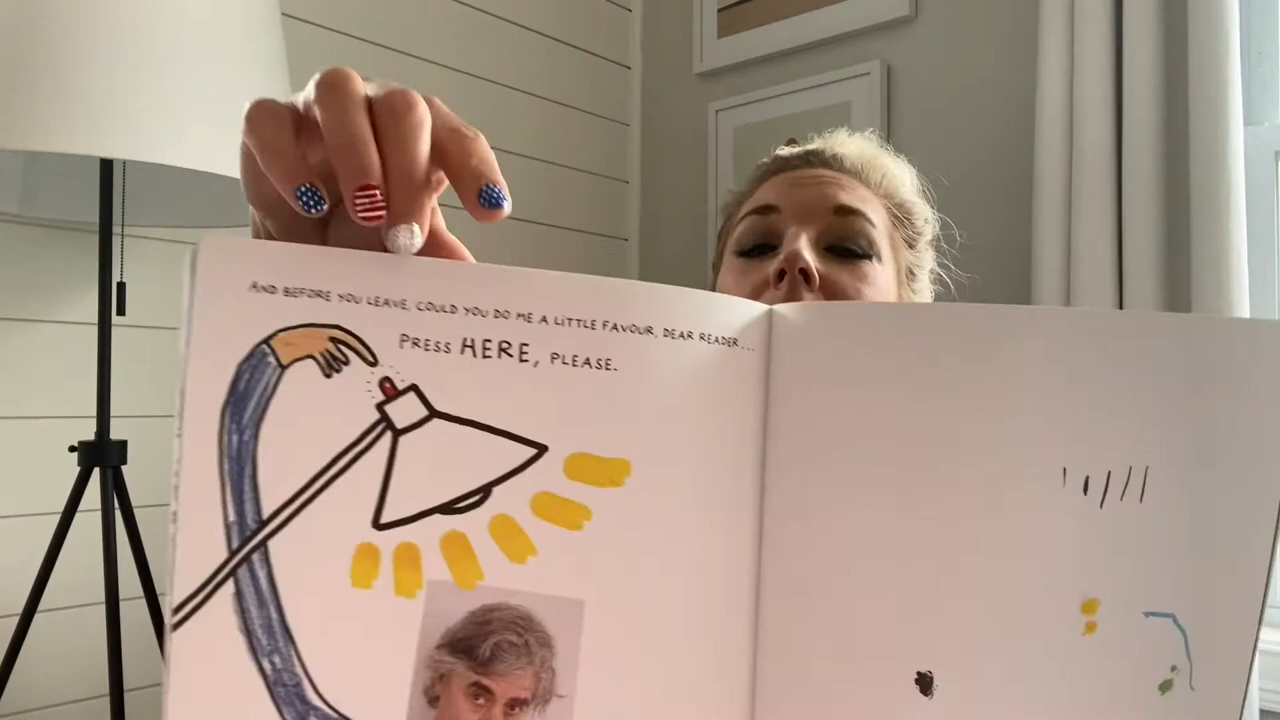 AND BEFORE YOU LEAVE, COULD YOU DO ME A LITTLE FAVOUR, DEAR READER...
PRESS HERE, PLEASE.